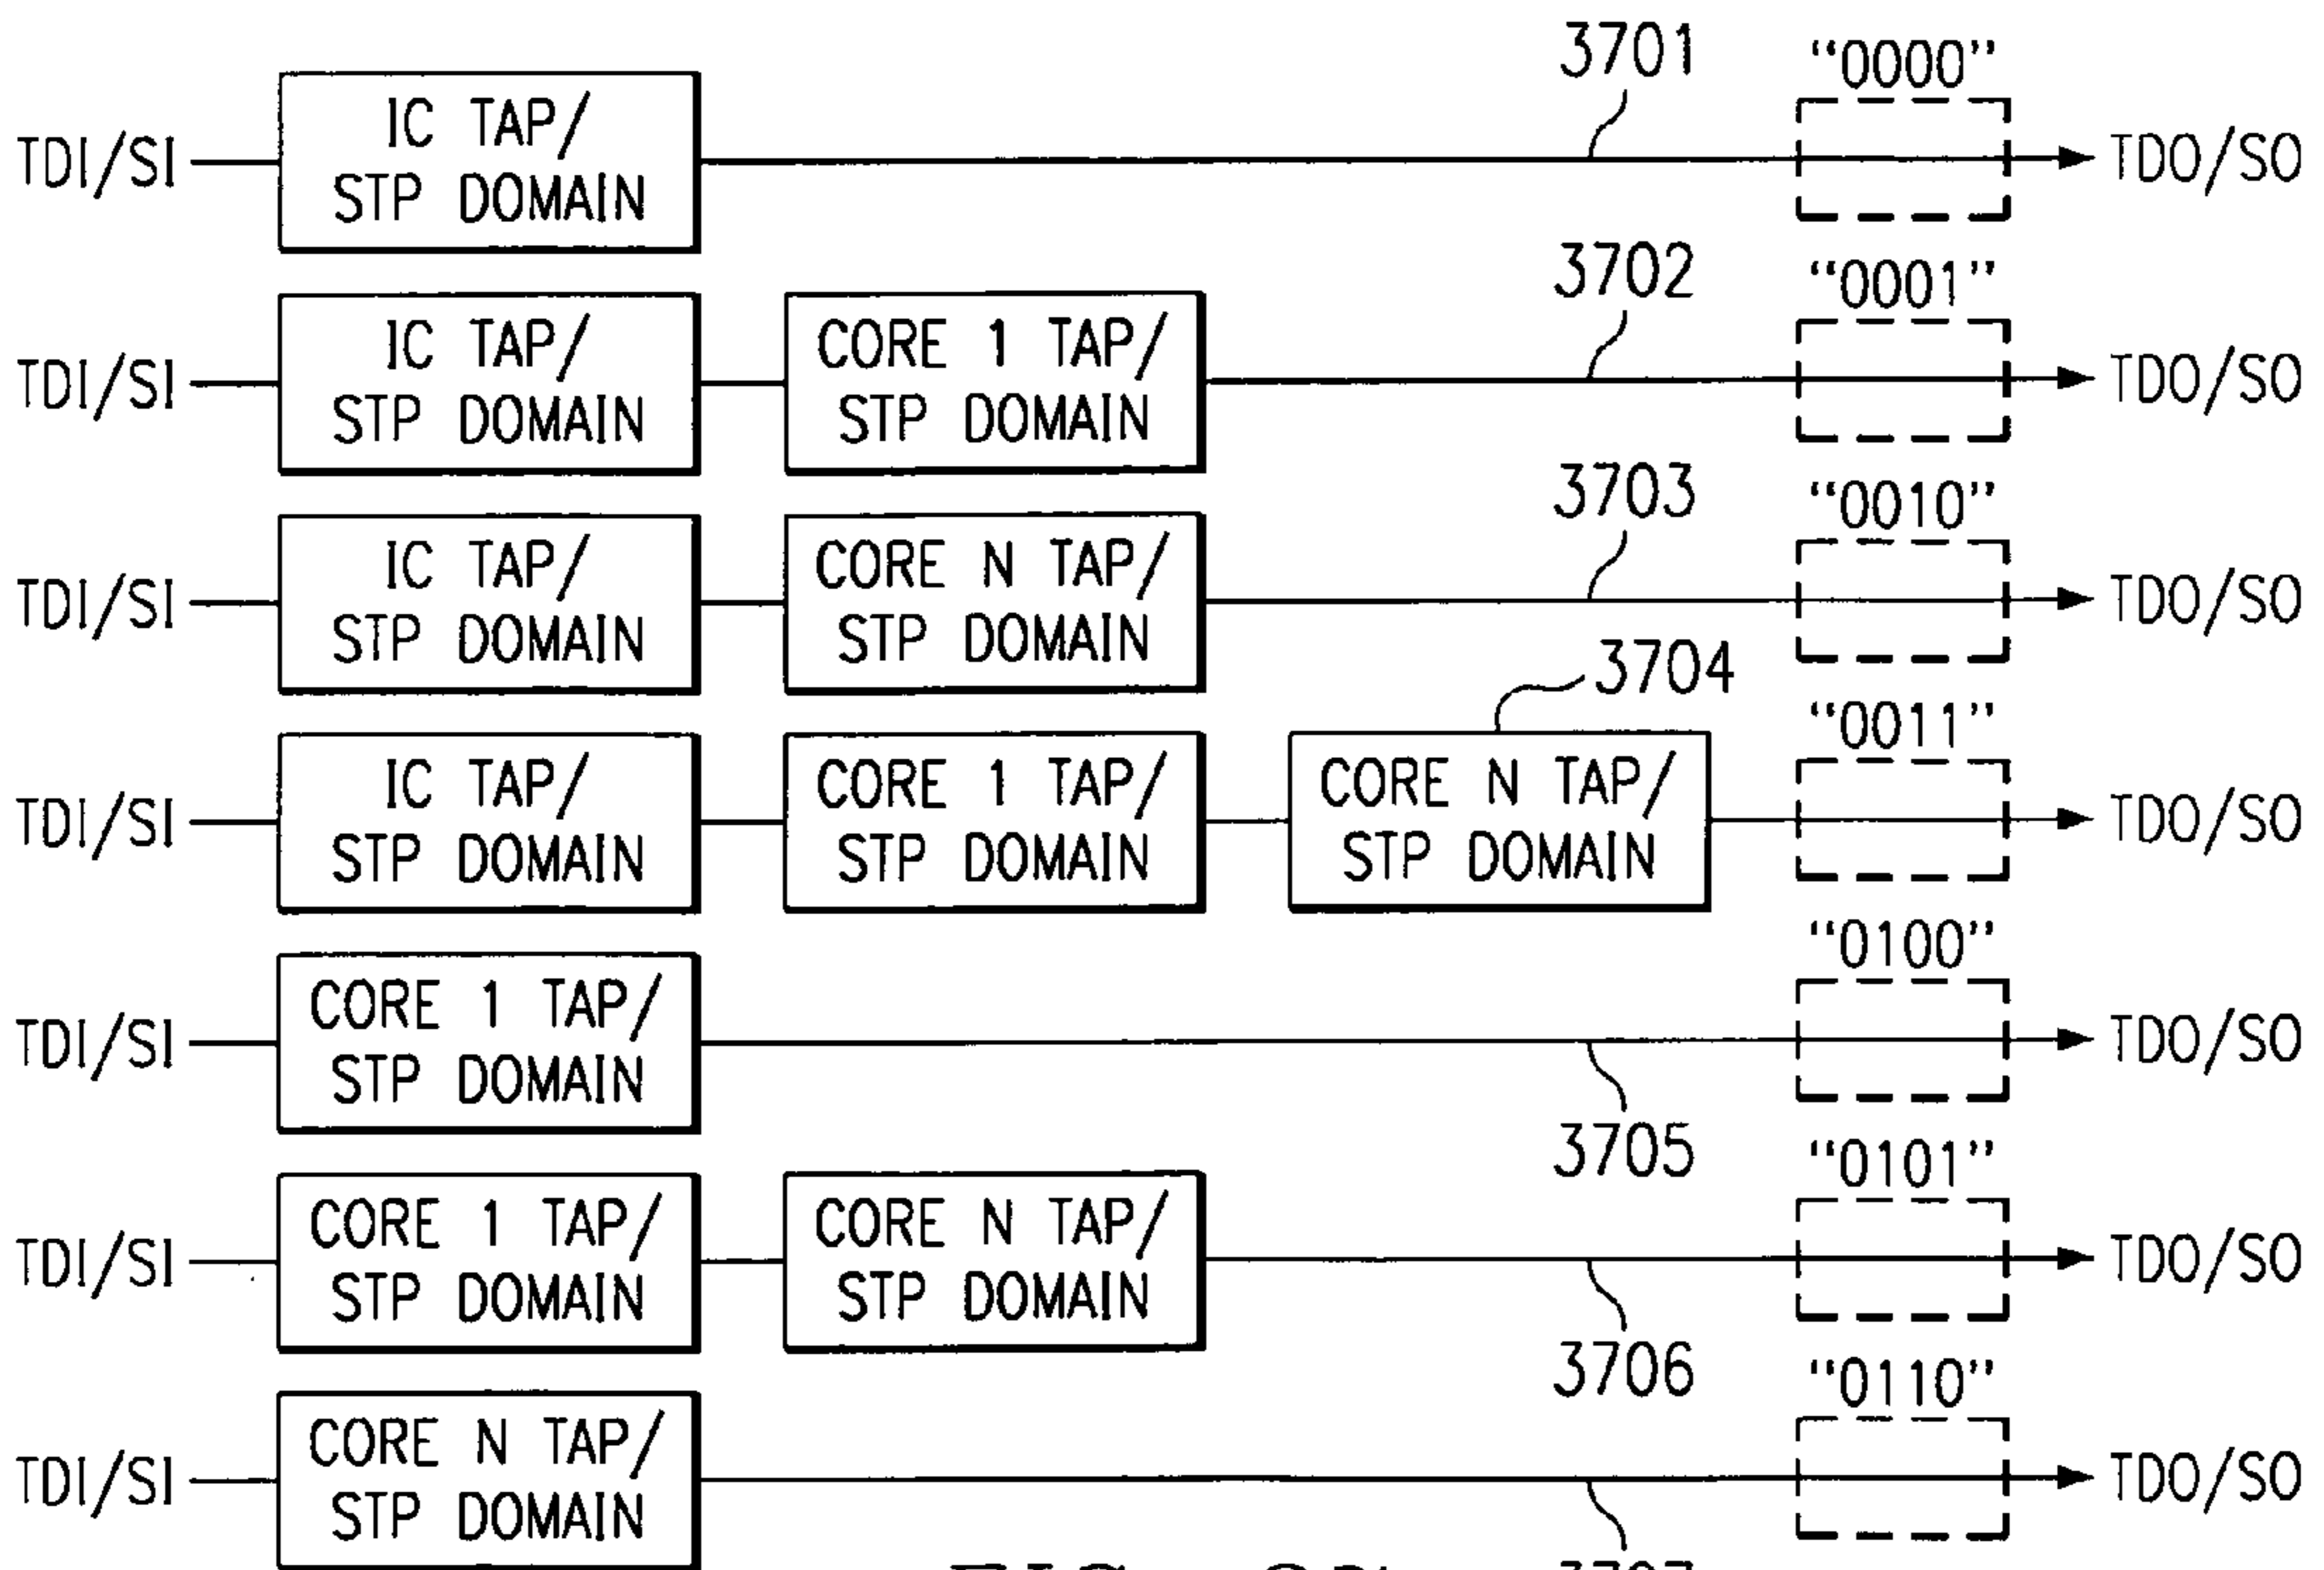 3701
"0000"
TDI/SI
IC TAP/
STP DOMAIN
TDO/SO
3702
"0001"
TDI/SI
IC TAP/
STP DOMAIN
CORE 1 TAP/
STP DOMAIN
TDO/SO
3703
"0010"
TDI/SI
IC TAP/
STP DOMAIN
CORE N TAP/
STP DOMAIN
TDO/SO
3704
"0011"
TDI/SI
IC TAP/
STP DOMAIN
CORE 1 TAP/
STP DOMAIN
CORE N TAP/
STP DOMAIN
TDO/SO
"0100"
TDI/SI
CORE 1 TAP/
STP DOMAIN
TDO/SO
3705
"0101"
TDI/SI
CORE 1 TAP/
STP DOMAIN
CORE N TAP/
STP DOMAIN
TDO/SO
3706
"0110"
TDI/SI
CORE N TAP/
STP DOMAIN
TDO/SO